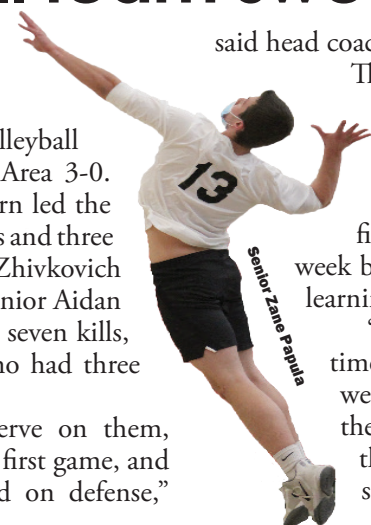 lleyball
Area 3-0.
rn led the
s and three
Zhivkovich
nior Aidan
seven kills,
ho had three
erve on them,
first game, and
d on defense,”
13
Senior Zane Papula
said head coac
Th
fi
week b
learni
“
time
we
the
th
s